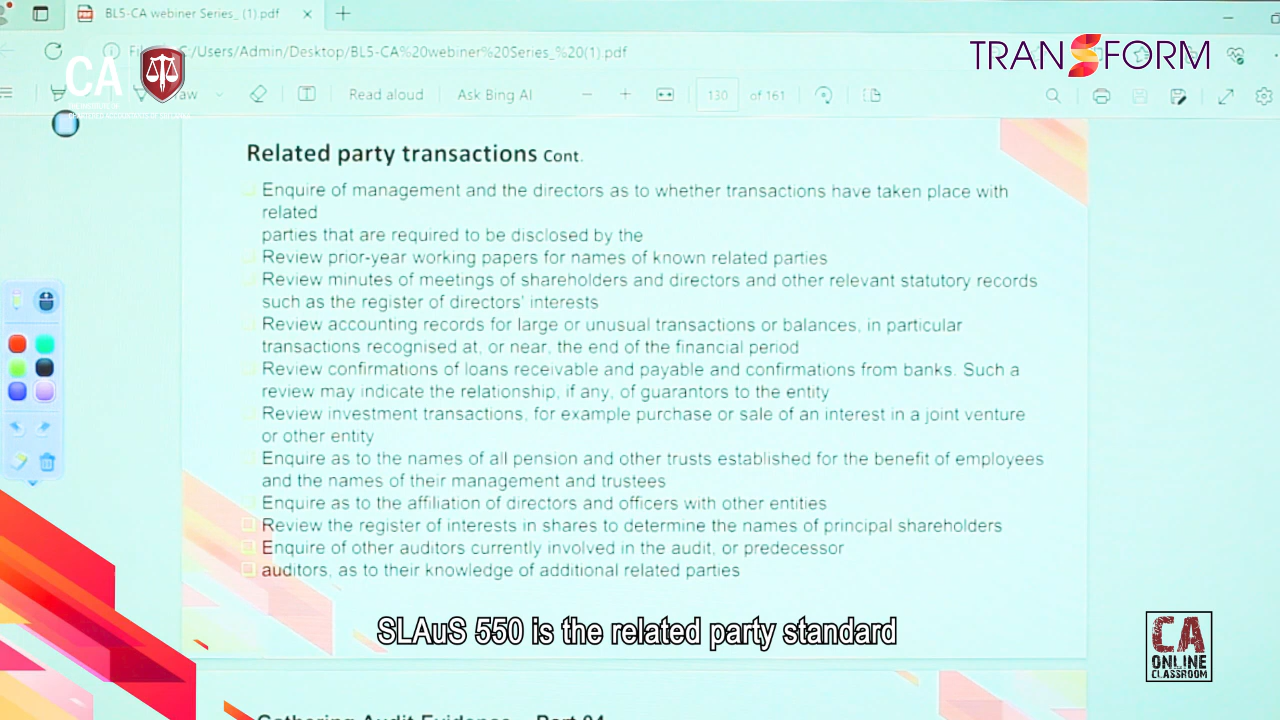 BL5-CA webiner Series_ (1).pdf
C:/Users/Admin/Desktop/BL5-CA%20webiner%20Series_%20(1).pdf
TRANSFORM
CA
Read aloud
Ask Bing AI
130 of 161
Related party transactions Cont.
Enquire of management and the directors as to whether transactions have taken place with
related
parties that are required to be disclosed by the
Review prior-year working papers for names of known related parties
Review minutes of meetings of shareholders and directors and other relevant statutory records
such as the register of directors' interests
Review accounting records for large or unusual transactions or balances, in particular
transactions recognised at, or near, the end of the financial period
Review confirmations of loans receivable and payable and confirmations from banks. Such a
review may indicate the relationship, if any, of guarantors to the entity
Review investment transactions, for example purchase or sale of an interest in a joint venture
or other entity
Enquire as to the names of all pension and other trusts established for the benefit of employees
and the names of their management and trustees
Enquire as to the affiliation of directors and officers with other entities
Review the register of interests in shares to determine the names of principal shareholders
Enquire of other auditors currently involved in the audit, or predecessor
auditors, as to their knowledge of additional related parties
SLAuS 550 is the related party standard
CA
ONLINE
CLASSROOM